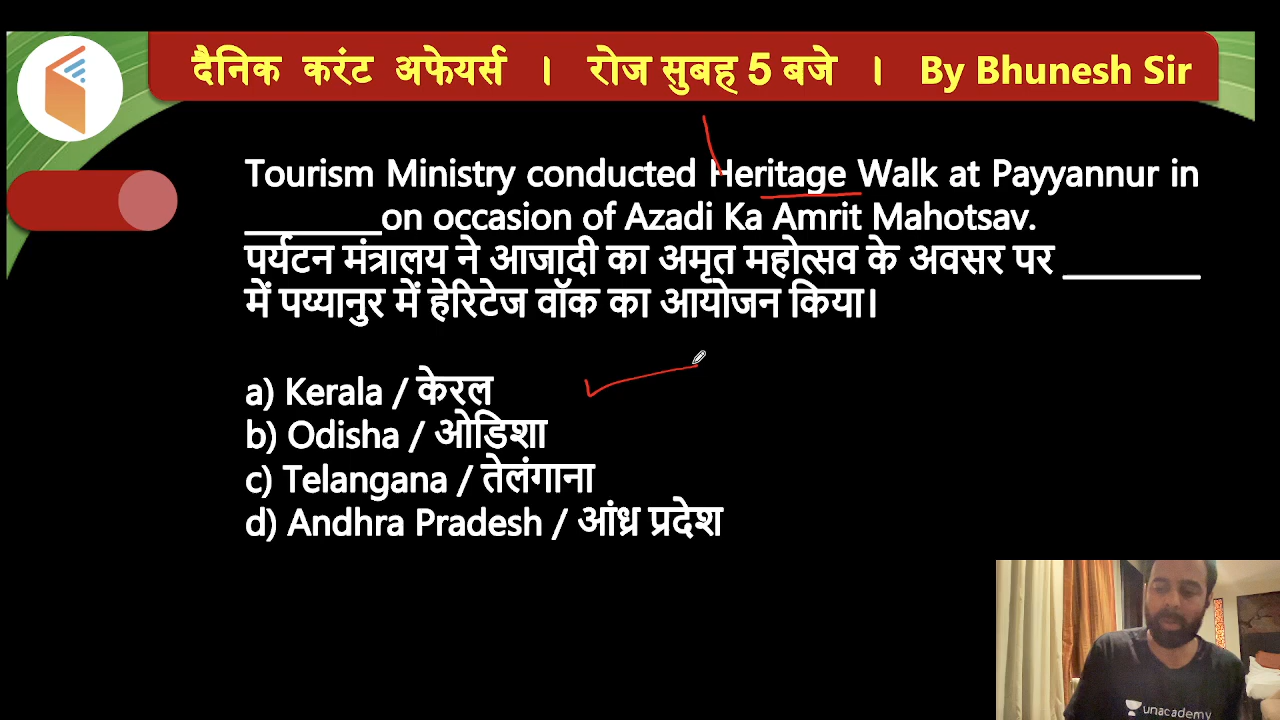 दैनिक करंट अफेयर्स । रोज सुबह 5 बजे । By Bhunesh Sir
Tourism Ministry conducted Heritage Walk at Payyannur in
________on occasion of Azadi Ka Amrit Mahotsav.
पर्यटन मंत्रालय ने आजादी का अमृत महोत्सव के अवसर पर ________
में पय्यानुर में हेरिटेज वॉक का आयोजन किया।
a) Kerala / केरल
b) Odisha / ओडिशा
c) Telangana / तेलंगाना
d) Andhra Pradesh / आंध्र प्रदेश
unacademy